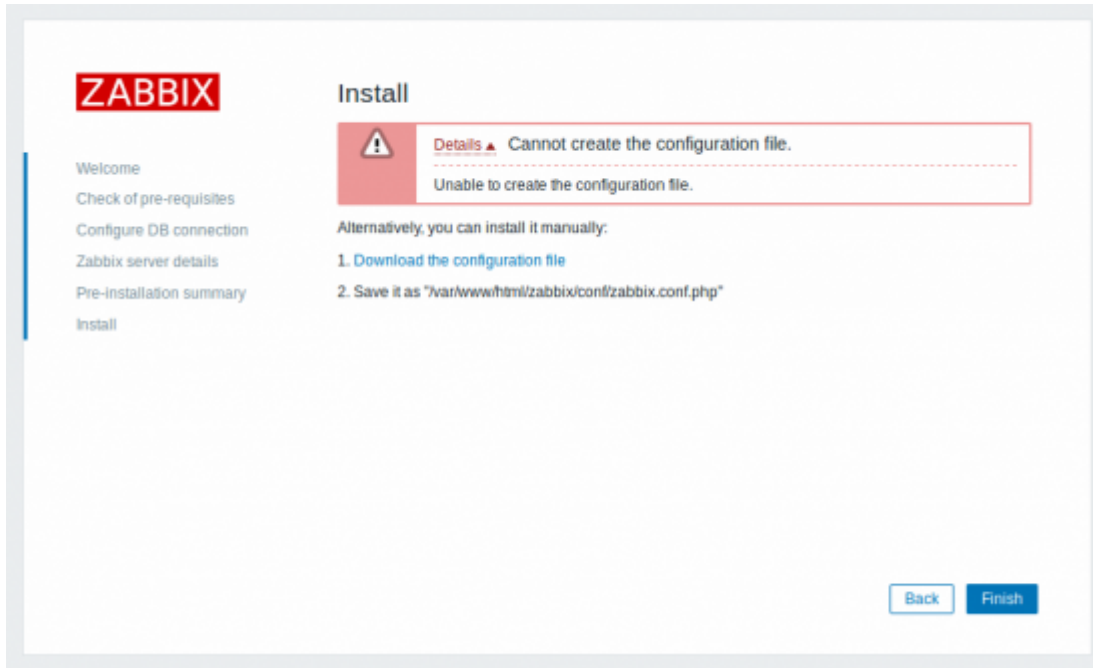 ZABBIX
Welcome
Check of pre-requisites
Configure DB connection
Zabbix server details
Pre-installation summary
Install
Install
Details Cannot create the configuration file.
Unable to create the configuration file.
Alternatively, you can install it manually:
1. Download the configuration file
2. Save it as "/var/www/html/zabbix/conf/zabbix.conf.php"
Back Finish